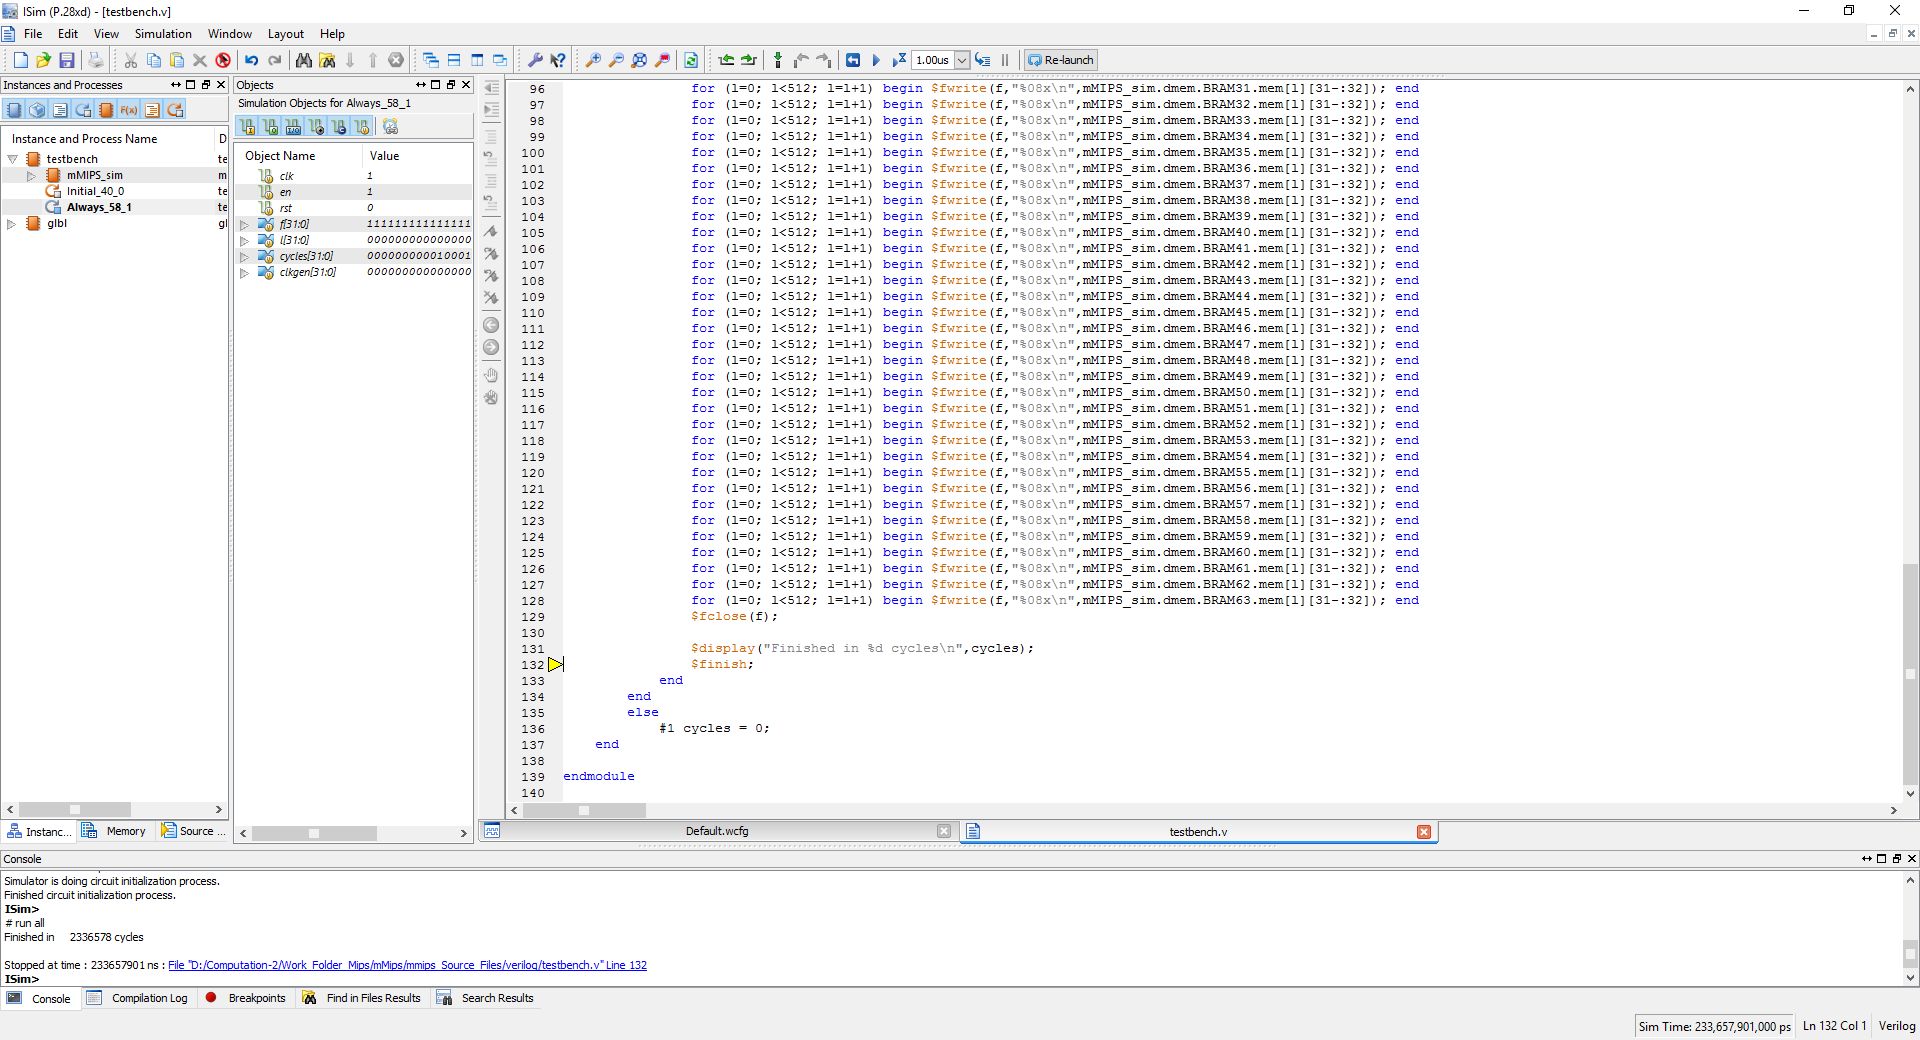 ISim (P.28xd) - [testbench.v]
File Edit View Simulation Window Layout Help
1.00us Re-launch
Instances and Processes
Instance and Process Name D
testbench te
mMIPS_sim m
Initial_40_0 te
Always_58_1 te
glbl gl
Instanc... Memory Source ...
Objects
Simulation Objects for Always_58_1
Object Name Value
clk 1
en 1
rst 0
f[31:0] 1111111111111111
l[31:0] 0000000000000000
cycles[31:0] 0000000000010001
clkgen[31:0] 0000000000000000
96 for (l=0; l<512; l=l+1) begin $fwrite(f,"%08x\n",mMIPS_sim.dmem.BRAM31.mem[l][31-:32]); end
97 for (l=0; l<512; l=l+1) begin $fwrite(f,"%08x\n",mMIPS_sim.dmem.BRAM32.mem[l][31-:32]); end
98 for (l=0; l<512; l=l+1) begin $fwrite(f,"%08x\n",mMIPS_sim.dmem.BRAM33.mem[l][31-:32]); end
99 for (l=0; l<512; l=l+1) begin $fwrite(f,"%08x\n",mMIPS_sim.dmem.BRAM34.mem[l][31-:32]); end
100 for (l=0; l<512; l=l+1) begin $fwrite(f,"%08x\n",mMIPS_sim.dmem.BRAM35.mem[l][31-:32]); end
101 for (l=0; l<512; l=l+1) begin $fwrite(f,"%08x\n",mMIPS_sim.dmem.BRAM36.mem[l][31-:32]); end
102 for (l=0; l<512; l=l+1) begin $fwrite(f,"%08x\n",mMIPS_sim.dmem.BRAM37.mem[l][31-:32]); end
103 for (l=0; l<512; l=l+1) begin $fwrite(f,"%08x\n",mMIPS_sim.dmem.BRAM38.mem[l][31-:32]); end
104 for (l=0; l<512; l=l+1) begin $fwrite(f,"%08x\n",mMIPS_sim.dmem.BRAM39.mem[l][31-:32]); end
105 for (l=0; l<512; l=l+1) begin $fwrite(f,"%08x\n",mMIPS_sim.dmem.BRAM40.mem[l][31-:32]); end
106 for (l=0; l<512; l=l+1) begin $fwrite(f,"%08x\n",mMIPS_sim.dmem.BRAM41.mem[l][31-:32]); end
107 for (l=0; l<512; l=l+1) begin $fwrite(f,"%08x\n",mMIPS_sim.dmem.BRAM42.mem[l][31-:32]); end
108 for (l=0; l<512; l=l+1) begin $fwrite(f,"%08x\n",mMIPS_sim.dmem.BRAM43.mem[l][31-:32]); end
109 for (l=0; l<512; l=l+1) begin $fwrite(f,"%08x\n",mMIPS_sim.dmem.BRAM44.mem[l][31-:32]); end
110 for (l=0; l<512; l=l+1) begin $fwrite(f,"%08x\n",mMIPS_sim.dmem.BRAM45.mem[l][31-:32]); end
111 for (l=0; l<512; l=l+1) begin $fwrite(f,"%08x\n",mMIPS_sim.dmem.BRAM46.mem[l][31-:32]); end
112 for (l=0; l<512; l=l+1) begin $fwrite(f,"%08x\n",mMIPS_sim.dmem.BRAM47.mem[l][31-:32]); end
113 for (l=0; l<512; l=l+1) begin $fwrite(f,"%08x\n",mMIPS_sim.dmem.BRAM48.mem[l][31-:32]); end
114 for (l=0; l<512; l=l+1) begin $fwrite(f,"%08x\n",mMIPS_sim.dmem.BRAM49.mem[l][31-:32]); end
115 for (l=0; l<512; l=l+1) begin $fwrite(f,"%08x\n",mMIPS_sim.dmem.BRAM50.mem[l][31-:32]); end
116 for (l=0; l<512; l=l+1) begin $fwrite(f,"%08x\n",mMIPS_sim.dmem.BRAM51.mem[l][31-:32]); end
117 for (l=0; l<512; l=l+1) begin $fwrite(f,"%08x\n",mMIPS_sim.dmem.BRAM52.mem[l][31-:32]); end
118 for (l=0; l<512; l=l+1) begin $fwrite(f,"%08x\n",mMIPS_sim.dmem.BRAM53.mem[l][31-:32]); end
119 for (l=0; l<512; l=l+1) begin $fwrite(f,"%08x\n",mMIPS_sim.dmem.BRAM54.mem[l][31-:32]); end
120 for (l=0; l<512; l=l+1) begin $fwrite(f,"%08x\n",mMIPS_sim.dmem.BRAM55.mem[l][31-:32]); end
121 for (l=0; l<512; l=l+1) begin $fwrite(f,"%08x\n",mMIPS_sim.dmem.BRAM56.mem[l][31-:32]); end
122 for (l=0; l<512; l=l+1) begin $fwrite(f,"%08x\n",mMIPS_sim.dmem.BRAM57.mem[l][31-:32]); end
123 for (l=0; l<512; l=l+1) begin $fwrite(f,"%08x\n",mMIPS_sim.dmem.BRAM58.mem[l][31-:32]); end
124 for (l=0; l<512; l=l+1) begin $fwrite(f,"%08x\n",mMIPS_sim.dmem.BRAM59.mem[l][31-:32]); end
125 for (l=0; l<512; l=l+1) begin $fwrite(f,"%08x\n",mMIPS_sim.dmem.BRAM60.mem[l][31-:32]); end
126 for (l=0; l<512; l=l+1) begin $fwrite(f,"%08x\n",mMIPS_sim.dmem.BRAM61.mem[l][31-:32]); end
127 for (l=0; l<512; l=l+1) begin $fwrite(f,"%08x\n",mMIPS_sim.dmem.BRAM62.mem[l][31-:32]); end
128 for (l=0; l<512; l=l+1) begin $fwrite(f,"%08x\n",mMIPS_sim.dmem.BRAM63.mem[l][31-:32]); end
129 $fclose(f);
130
131 $display("Finished in %d cycles\n",cycles);
132 $finish;
133 end
134 end
135 else
136 #1 cycles = 0;
137 end
138
139 endmodule
140
Default.wcfg testbench.v
Console
Simulator is doing circuit initialization process.
Finished circuit initialization process.
ISim>
# run all
Finished in 2336578 cycles
Stopped at time : 233657901 ns : File "D:/Computation-2/Work_Folder_Mips/mMips/mmips_Source_Files/verilog/testbench.v" Line 132
ISim>
Console Compilation Log Breakpoints Find in Files Results Search Results
Sim Time: 233,657,901,000 ps Ln 132 Col 1 Verilog